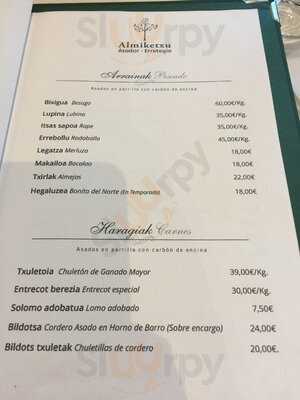 Almiketxu
Asador - Erretegia
Arrainak Pescado
Asados en parrilla con carbón de encina
Bixigua Besugo 60,00€/Kg.
Lupina Lubina 35,00€/Kg.
Itsas sapoa Rape 35,00€/Kg.
Errebollu Rodaballo 45,00€/Kg.
Legatza Merluza 18,00€
Makailoa Bacalao 18,00€
Txirlak Almejas 22,00€
Hegaluzea Bonito del Norte (En Temporada) 18,00€
Haragiak Carnes
Asados en parrilla con carbón de encina
Txuletoia Chuletón de Ganado Mayor 39,00€/Kg.
Entrecot berezia Entrecot especial 30,00€/Kg.
Solomo adobatua Lomo adobado 7,50€
Bildotsa Cordero Asado en Horno de Barro (Sobre encargo) 24,00€
Bildots txuletak Chuletillas de cordero 20,00€.